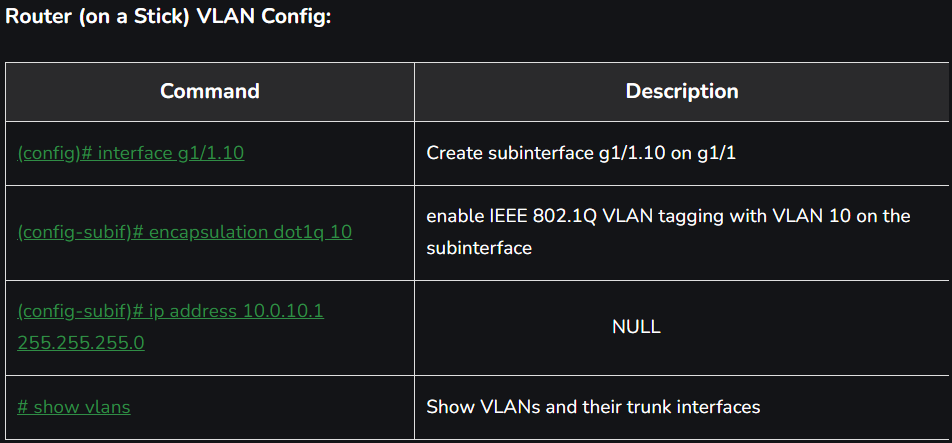 Router (on a Stick) VLAN Config:
Command
Description
(config)# interface g1/1.10
Create subinterface g1/1.10 on g1/1
(config-subif)# encapsulation dot1q 10
enable IEEE 802.1Q VLAN tagging with VLAN 10 on the
subinterface
(config-subif)# ip address 10.0.10.1
255.255.255.0
NULL
# show vlans
Show VLANs and their trunk interfaces